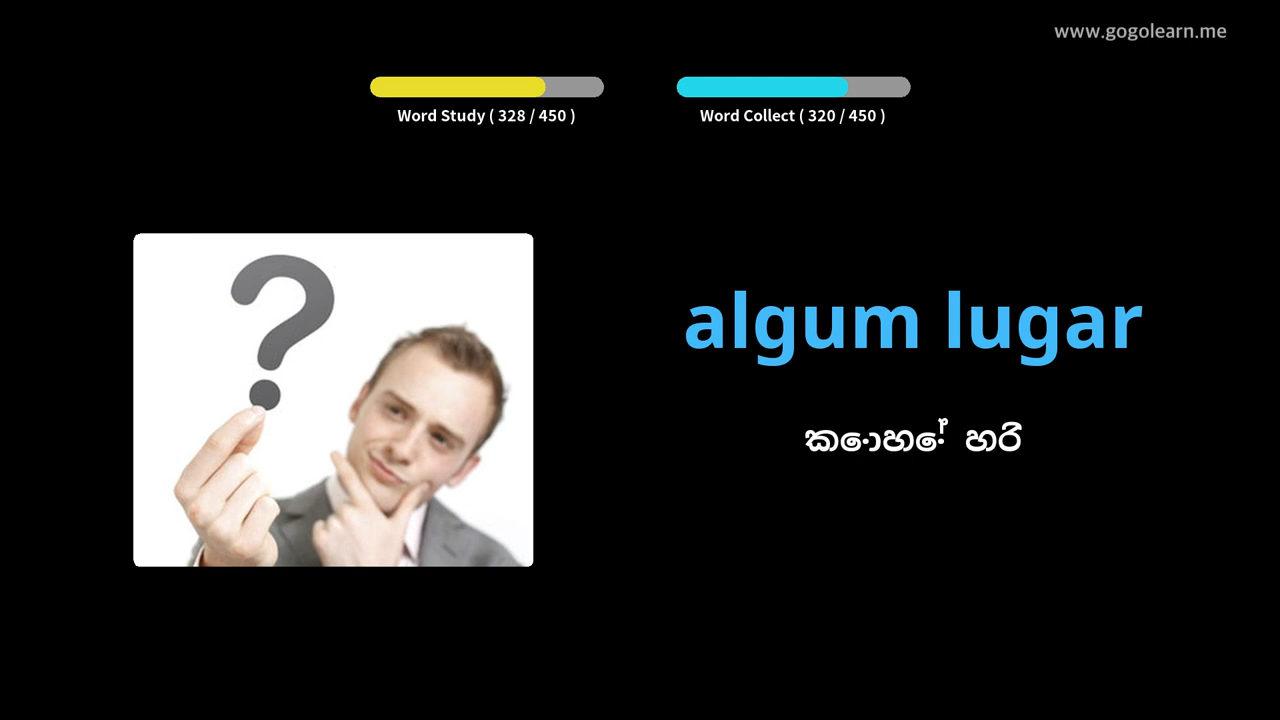 www.gogolearn.me
Word Study ( 328 / 450 )
Word Collect ( 320 / 450 )
algum lugar
කොහේ හරි